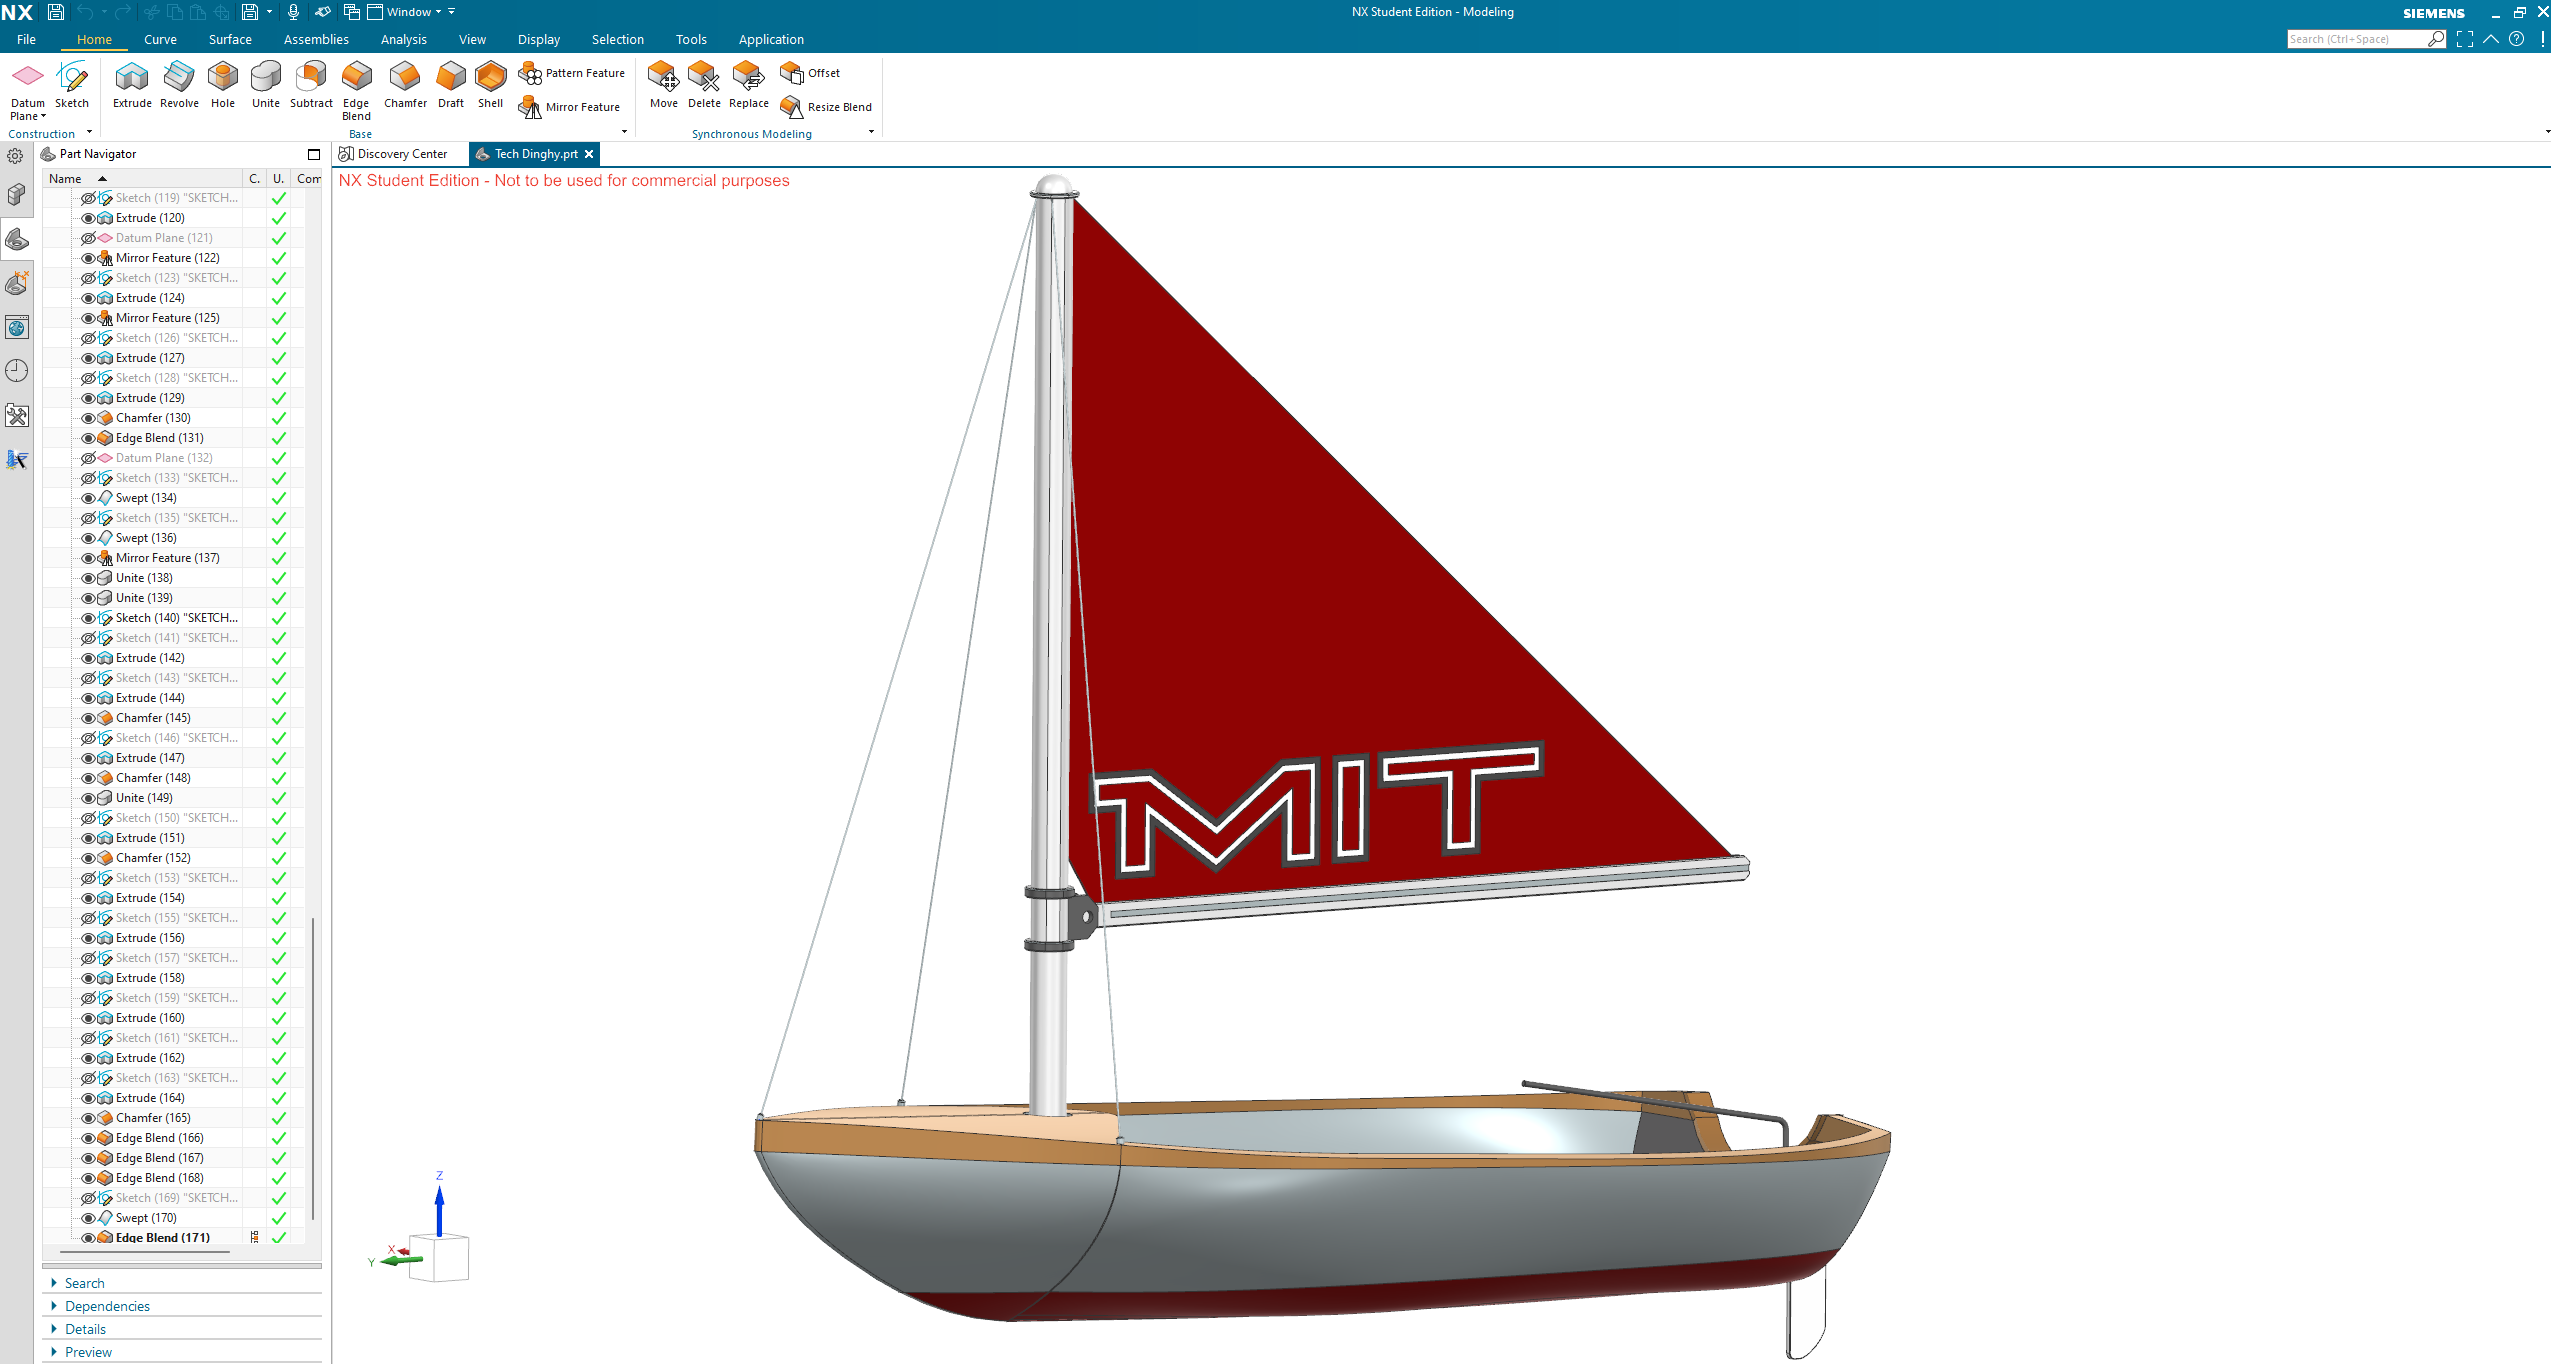 NX
Window
NX Student Edition - Modeling
SIEMENS
File
Home
Curve
Surface
Assemblies
Analysis
View
Display
Selection
Tools
Application
Search (Ctrl+Space)
Datum Plane
Sketch
Extrude
Revolve
Hole
Unite
Subtract
Edge Blend
Chamfer
Draft
Shell
Pattern Feature
Mirror Feature
Move
Delete
Replace
Offset
Resize Blend
Construction
Base
Synchronous Modeling
Part Navigator
Discovery Center
Tech Dinghy.prt
Name C. U. Com
NX Student Edition - Not to be used for commercial purposes
Sketch (119) "SKETCH...
Extrude (120)
Datum Plane (121)
Mirror Feature (122)
Sketch (123) "SKETCH...
Extrude (124)
Mirror Feature (125)
Sketch (126) "SKETCH...
Extrude (127)
Sketch (128) "SKETCH...
Extrude (129)
Chamfer (130)
Edge Blend (131)
Datum Plane (132)
Sketch (133) "SKETCH...
Swept (134)
Sketch (135) "SKETCH...
Swept (136)
Mirror Feature (137)
Unite (138)
Unite (139)
Sketch (140) "SKETCH...
Sketch (141) "SKETCH...
Extrude (142)
Sketch (143) "SKETCH...
Extrude (144)
Chamfer (145)
Sketch (146) "SKETCH...
Extrude (147)
Chamfer (148)
Unite (149)
Sketch (150) "SKETCH...
Extrude (151)
Chamfer (152)
Sketch (153) "SKETCH...
Extrude (154)
Sketch (155) "SKETCH...
Extrude (156)
Sketch (157) "SKETCH...
Extrude (158)
Sketch (159) "SKETCH...
Extrude (160)
Sketch (161) "SKETCH...
Extrude (162)
Sketch (163) "SKETCH...
Extrude (164)
Chamfer (165)
Edge Blend (166)
Edge Blend (167)
Edge Blend (168)
Sketch (169) "SKETCH...
Swept (170)
Edge Blend (171)
Search
Dependencies
Details
Preview
MIT
Z
X
Y